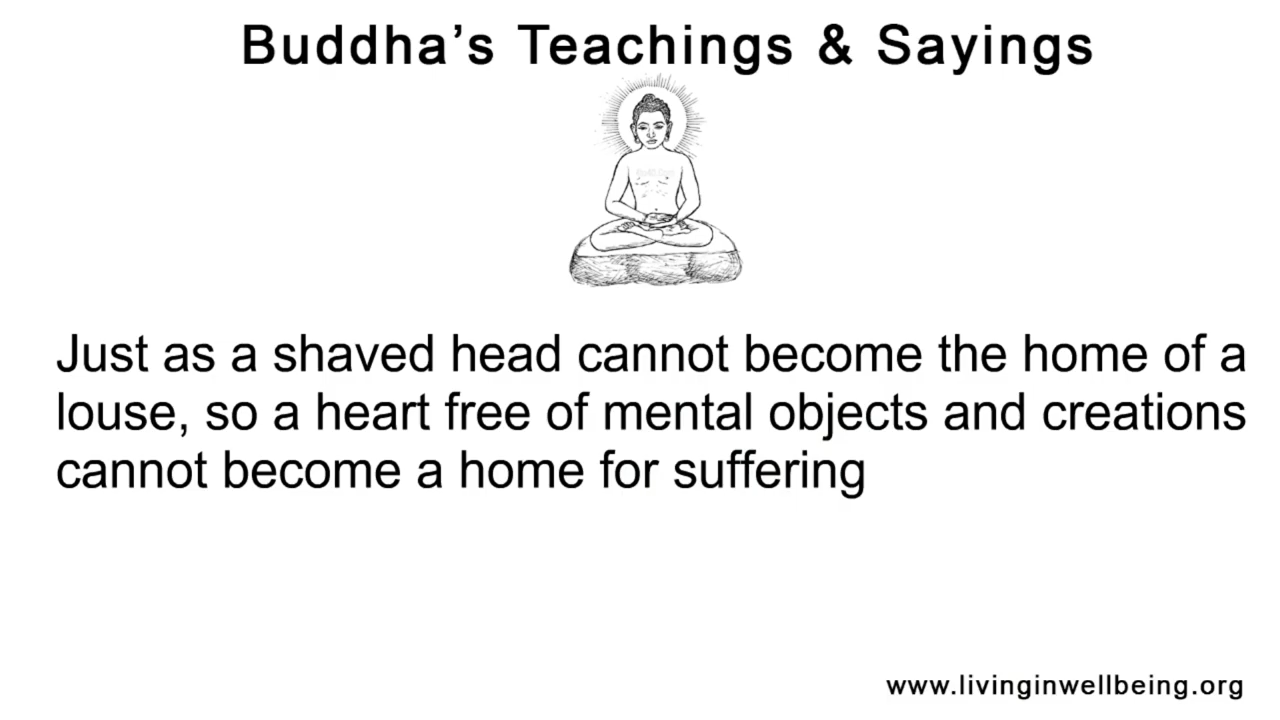 Buddha’s Teachings & Sayings
Just as a shaved head cannot become the home of a
louse, so a heart free of mental objects and creations
cannot become a home for suffering
www.livinginwellbeing.org